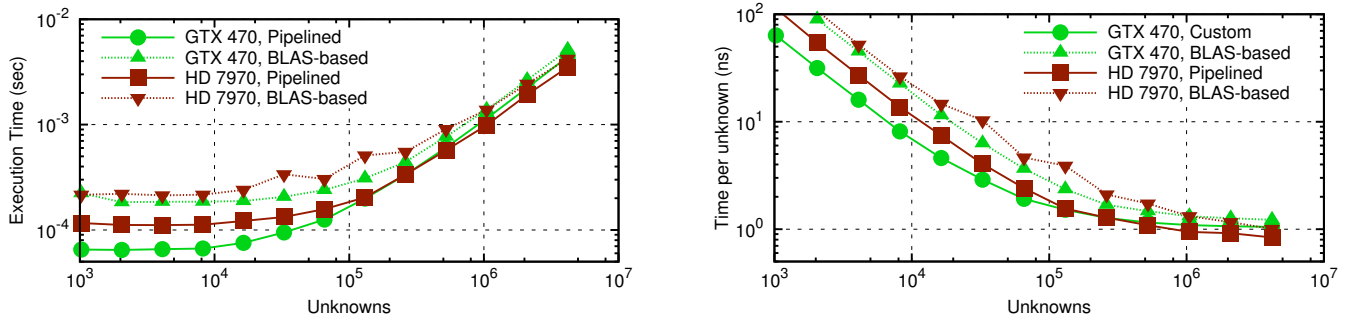 10^-2
10^-3
10^-4
10^3 10^4 10^5 10^6 10^7
Execution Time (sec)
Unknowns
GTX 470, Pipelined
GTX 470, BLAS-based
HD 7970, Pipelined
HD 7970, BLAS-based
10^2
10^1
10^0
10^3 10^4 10^5 10^6 10^7
Time per unknown (ns)
Unknowns
GTX 470, Custom
GTX 470, BLAS-based
HD 7970, Pipelined
HD 7970, BLAS-based